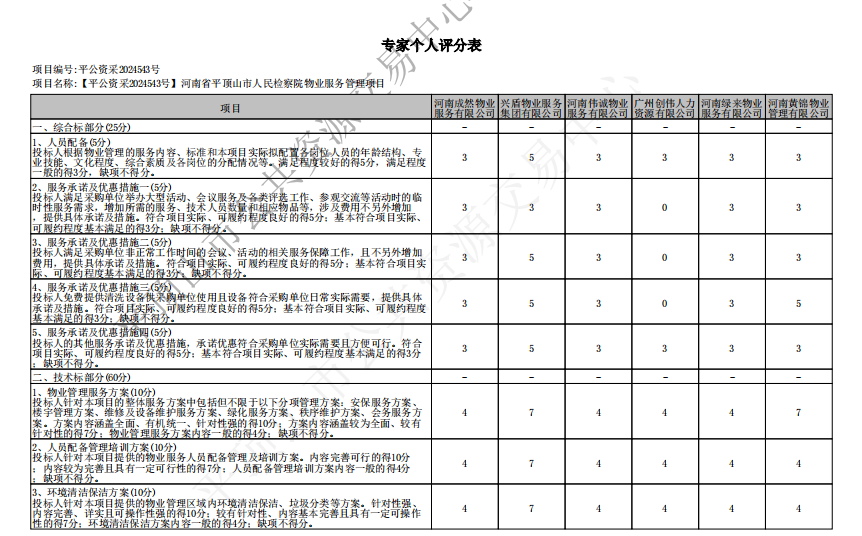 专家个人评分表
项目编号:平公资采2024543号
项目名称:【平公资采2024543号】河南省平顶山市人民检察院物业服务管理项目
项目 河南成然物业服务有限公司 兴盾物业服务集团有限公司 河南伟诚物业服务有限公司 广州创伟人力资源有限公司 河南绿来物业服务有限公司 河南黄锦物业管理有限公司
一、综合标部分(25分) - - - - - -
1、人员配备(5分)
投标人根据物业管理的服务内容、标准和本项目实际拟配置各岗位人员的年龄结构、专
业技能、文化程度、综合素质及各岗位的分配情况等。满足程度较好的得5分，满足程度
一般的得3分，缺项不得分。
3 5 3 3 3 3
2、服务承诺及优惠措施一(5分)
投标人满足采购单位举办大型活动、会议服务及各类评选工作、参观交流等活动时的临
时性服务需求，增加所需的服务、技术人员数量和相应物品等，涉及费用不另外增加
，提供具体承诺及措施。符合项目实际、可履约程度良好的得5分；基本符合项目实际、
可履约程度基本满足的得3分；缺项不得分。
3 3 3 0 3 3
3、服务承诺及优惠措施二(5分)
投标人满足采购单位非正常工作时间的会议、活动的相关服务保障工作，且不另外增加
费用，提供具体承诺及措施。符合项目实际、可履约程度良好的得5分；基本符合项目实
际、可履约程度基本满足的得3分；缺项不得分。
3 5 3 0 3 3
4、服务承诺及优惠措施三(5分)
投标人免费提供清洗设备供采购单位使用且设备符合采购单位日常实际需要，提供具体
承诺及措施。符合项目实际、可履约程度良好的得5分；基本符合项目实际、可履约程度
基本满足的得3分；缺项不得分。
3 5 3 0 3 5
5、服务承诺及优惠措施四(5分)
投标人的其他服务承诺及优惠措施，承诺优惠符合采购单位实际需要且方便可行。符合
项目实际、可履约程度良好的得5分；基本符合项目实际、可履约程度基本满足的得3分
；缺项不得分。
3 5 3 3 3 3
二、技术标部分(60分) - - - - - -
1、物业管理服务方案(10分)
投标人针对本项目的整体服务方案中包括但不限于以下分项管理方案：安保服务方案、
楼宇管理方案、维修及设备维护服务方案、绿化服务方案、秩序维护方案、会务服务方
案。方案内容涵盖全面、有机统一、针对性强的得10分；方案内容涵盖较为全面、较有
针对性的得7分；物业管理服务方案内容一般的得4分；缺项不得分。
4 7 4 4 4 7
2、人员配备管理培训方案(10分)
投标人针对本项目提供的物业服务人员配备管理及培训方案。内容完善可行的得10分
；内容较为完善且具有一定可行性的得7分；人员配备管理培训方案内容一般的得4分
；缺项不得分。
4 7 4 4 4 4
3、环境清洁保洁方案(10分)
投标人针对本项目提供的物业管理区域内环境清洁保洁、垃圾分类等方案。针对性强、
内容完善、详实且可操作性强的得10分；较有针对性、内容基本完善且具有一定可操作
性的得7分；环境清洁保洁方案内容一般的得4分；缺项不得分。
4 7 4 4 4 4